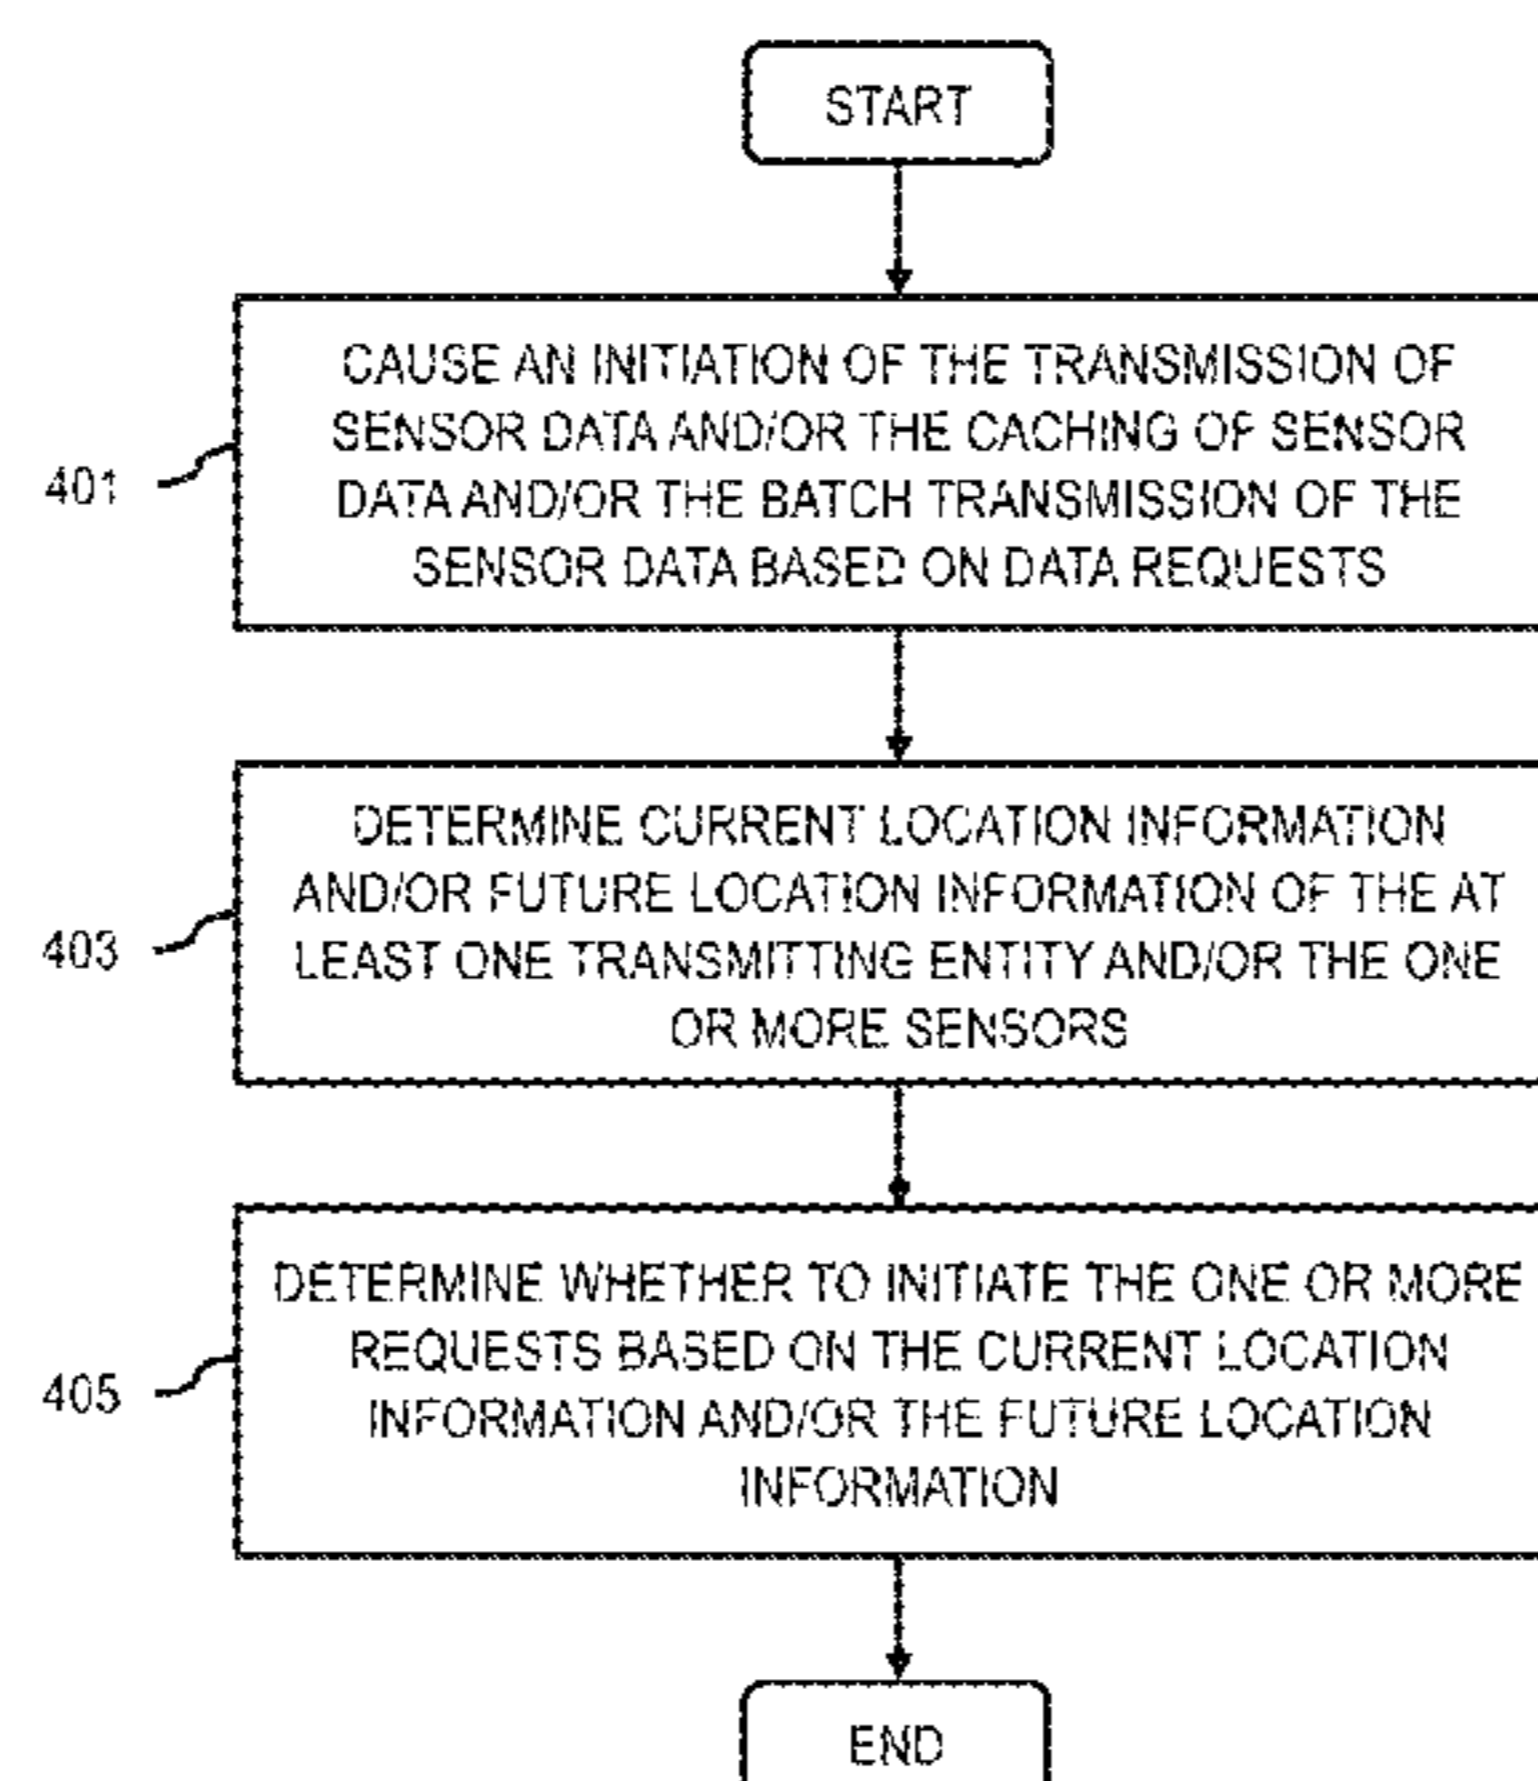 START
CAUSE AN INITIATION OF THE TRANSMISSION OF
SENSOR DATA AND/OR THE CACHING OF SENSOR
DATA AND/OR THE BATCH TRANSMISSION OF THE
SENSOR DATA BASED ON DATA REQUESTS
401
DETERMINE CURRENT LOCATION INFORMATION
AND/OR FUTURE LOCATION INFORMATION OF THE AT
LEAST ONE TRANSMITTING ENTITY AND/OR THE ONE
OR MORE SENSORS
403
DETERMINE WHETHER TO INITIATE THE ONE OR MORE
REQUESTS BASED ON THE CURRENT LOCATION
INFORMATION AND/OR THE FUTURE LOCATION
INFORMATION
405
END